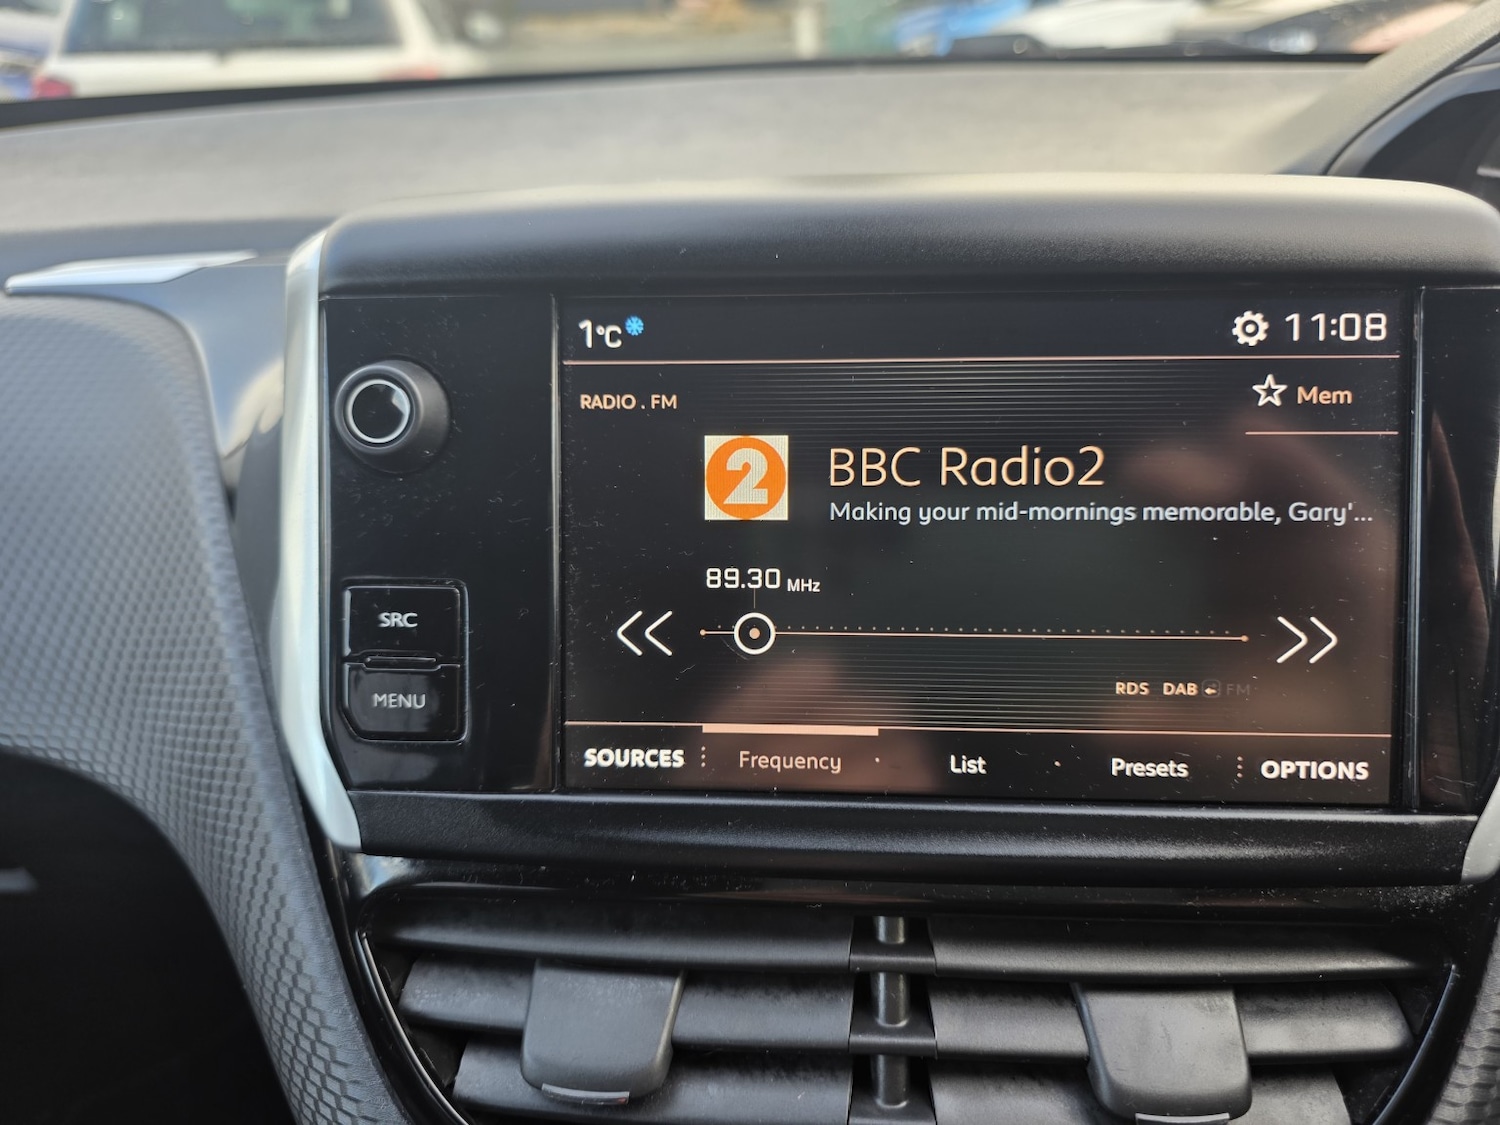 1°C
11:08
RADIO . FM
Mem
2
BBC Radio2
Making your mid-mornings memorable, Gary'...
89.30 MHz
SRC
RDS DAB FM
MENU
SOURCES
Frequency
List
Presets
OPTIONS